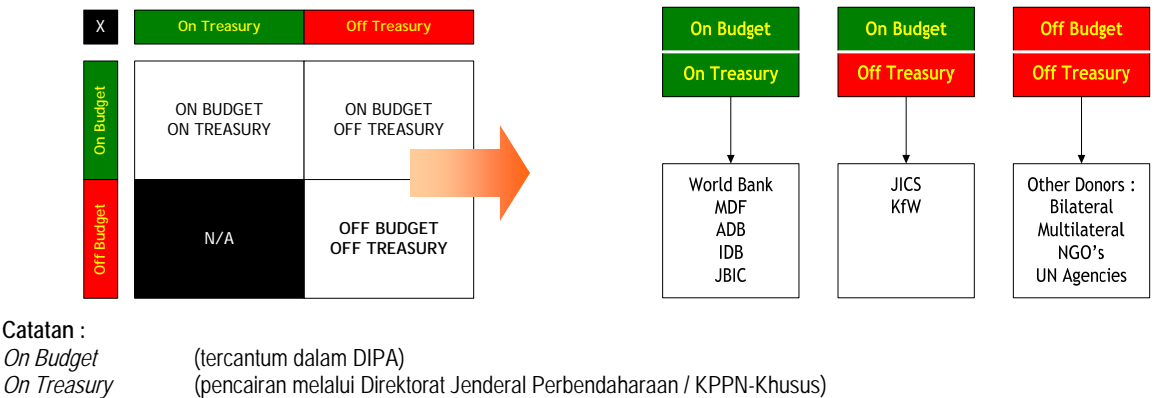 X
On Treasury
Off Treasury
On Budget
ON BUDGET
ON TREASURY
ON BUDGET
OFF TREASURY
Off Budget
N/A
OFF BUDGET
OFF TREASURY
On Budget
On Treasury
World Bank
MDF
ADB
IDB
JBIC
On Budget
Off Treasury
JICS
KfW
Off Budget
Off Treasury
Other Donors :
Bilateral
Multilateral
NGO's
UN Agencies
Catatan :
On Budget (tercantum dalam DIPA)
On Treasury (pencairan melalui Direktorat Jenderal Perbendaharaan / KPPN-Khusus)